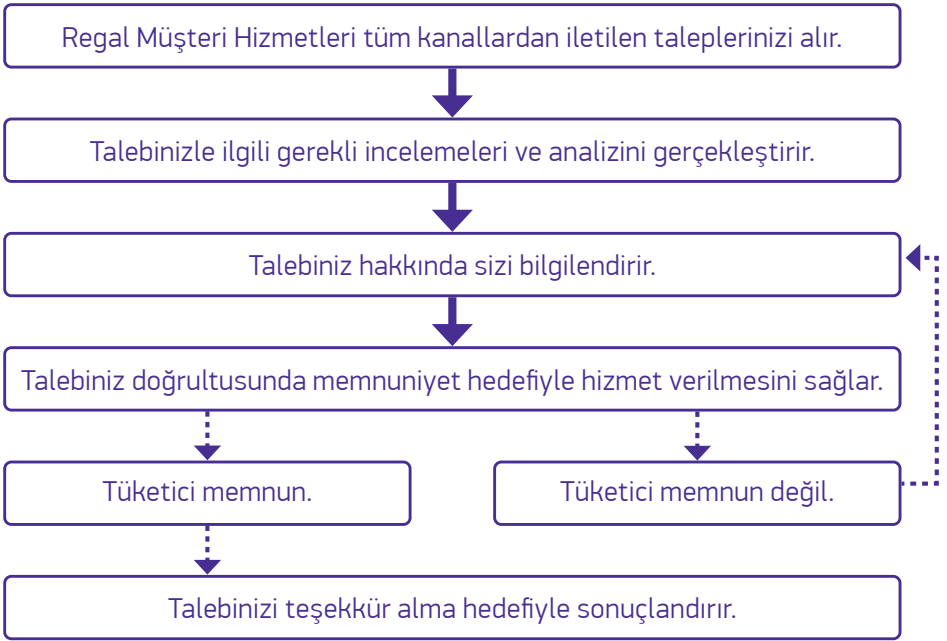 Regal Müşteri Hizmetleri tüm kanallardan iletilen taleplerinizi alır.
Talebinizle ilgili gerekli incelemeleri ve analizini gerçekleştirir.
Talebiniz hakkında sizi bilgilendirir.
Talebiniz doğrultusunda memnuniyet hedefiyle hizmet verilmesini sağlar.
Tüketici memnun.
Tüketici memnun değil.
Talebinizi teşekkür alma hedefiyle sonuçlandırır.